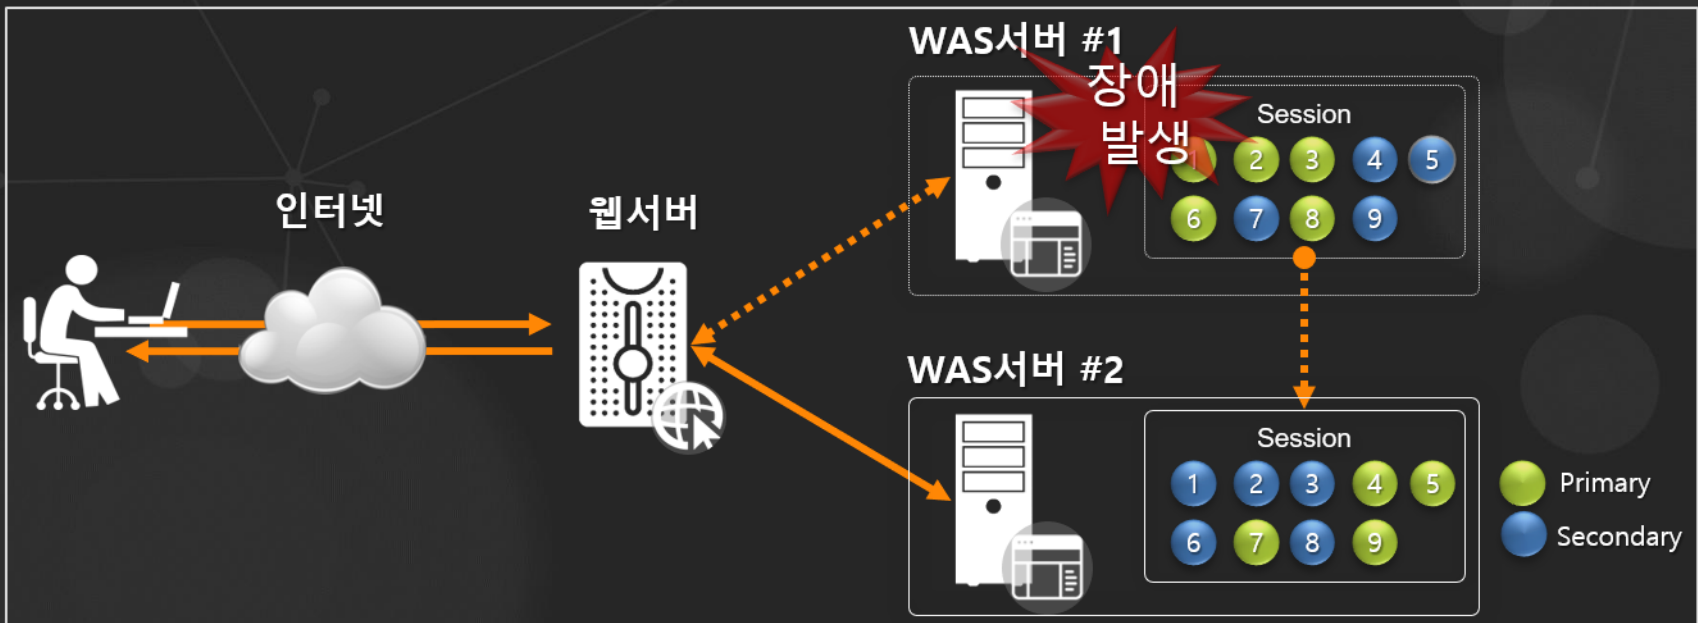 WAS서버 #1
장애
발생
Session
1 2 3 4 5
6 7 8 9
인터넷
웹서버
WAS서버 #2
Session
1 2 3 4 5
6 7 8 9
Primary
Secondary